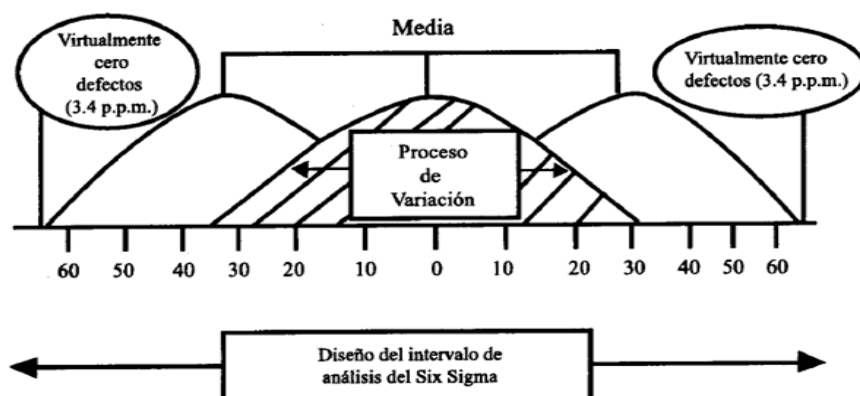 Media
Virtualmente
cero
defectos
(3.4 p.p.m.)
Virtualmente cero
defectos (3.4 p.p.m.)
Proceso
de
Variación
60 50 40 30 20 10 0 10 20 30 40 50 60
Diseño del intervalo de
análisis del Six Sigma